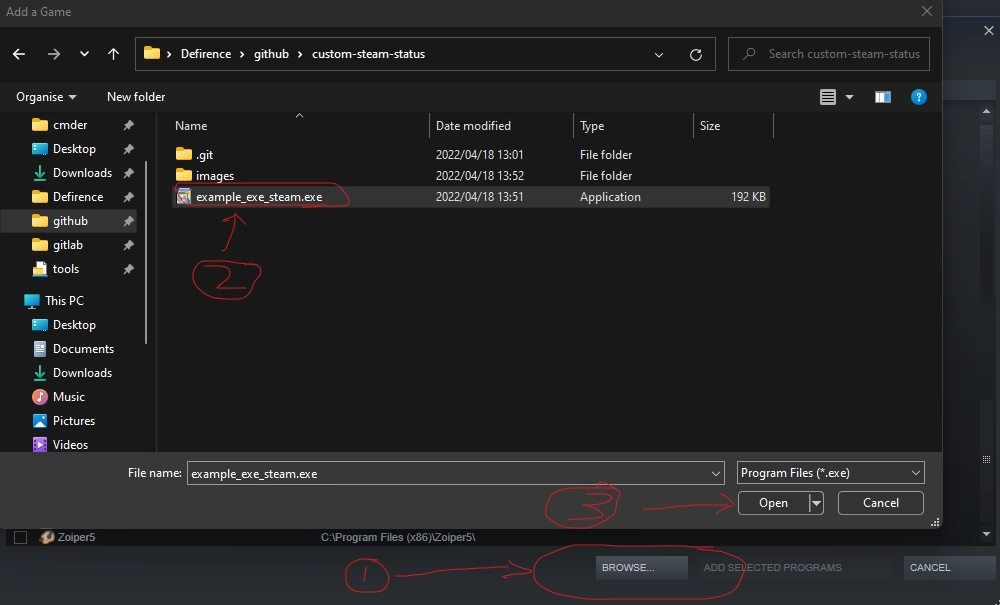 Add a Game
Defirence > github > custom-steam-status
Search custom-steam-status
Organise
New folder
?
Name
Date modified
Type
Size
cmder
Desktop
Downloads
Defirence
github
gitlab
tools
This PC
Desktop
Documents
Downloads
Music
Pictures
Videos
.git 2022/04/18 13:01 File folder
images 2022/04/18 13:52 File folder
example_exe_steam.exe 2022/04/18 13:51 Application 192 KB
2
File name: example_exe_steam.exe
Program Files (*.exe)
3
Open
Cancel
Zoiper5 C:\Program Files (x86)\Zoiper5\
1
BROWSE...
ADD SELECTED PROGRAMS
CANCEL